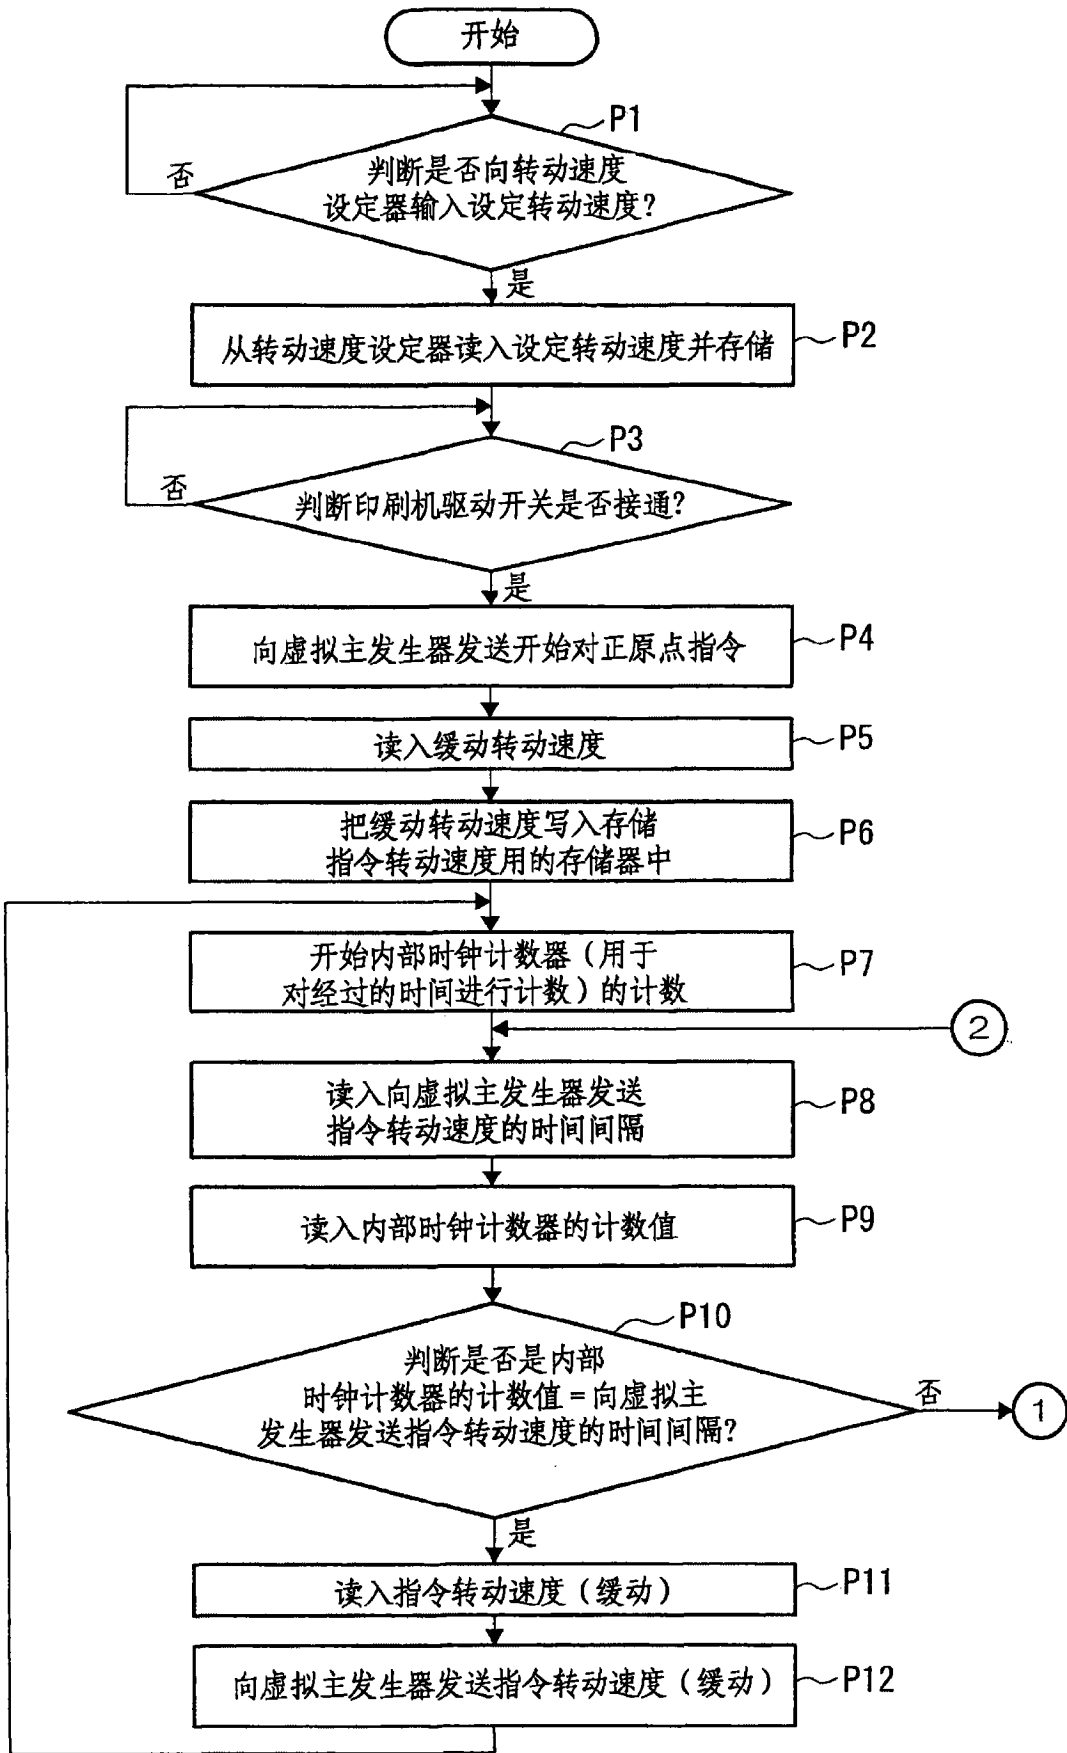 开始
P1
判断是否向转动速度
设定器输入设定转动速度?
否
是
从转动速度设定器读入设定转动速度并存储
P2
P3
否
判断印刷机驱动开关是否接通?
是
向虚拟主发生器发送开始对正原点指令
P4
读入缓动转动速度
P5
把缓动转动速度写入存储
指令转动速度用的存储器中
P6
开始内部时钟计数器（用于
对经过的时间进行计数）的计数
P7
2
读入向虚拟主发生器发送
指令转动速度的时间间隔
P8
读入内部时钟计数器的计数值
P9
P10
判断是否是内部
时钟计数器的计数值=向虚拟主
发生器发送指令转动速度的时间间隔?
否
1
是
读入指令转动速度（缓动）
P11
向虚拟主发生器发送指令转动速度（缓动）
P12